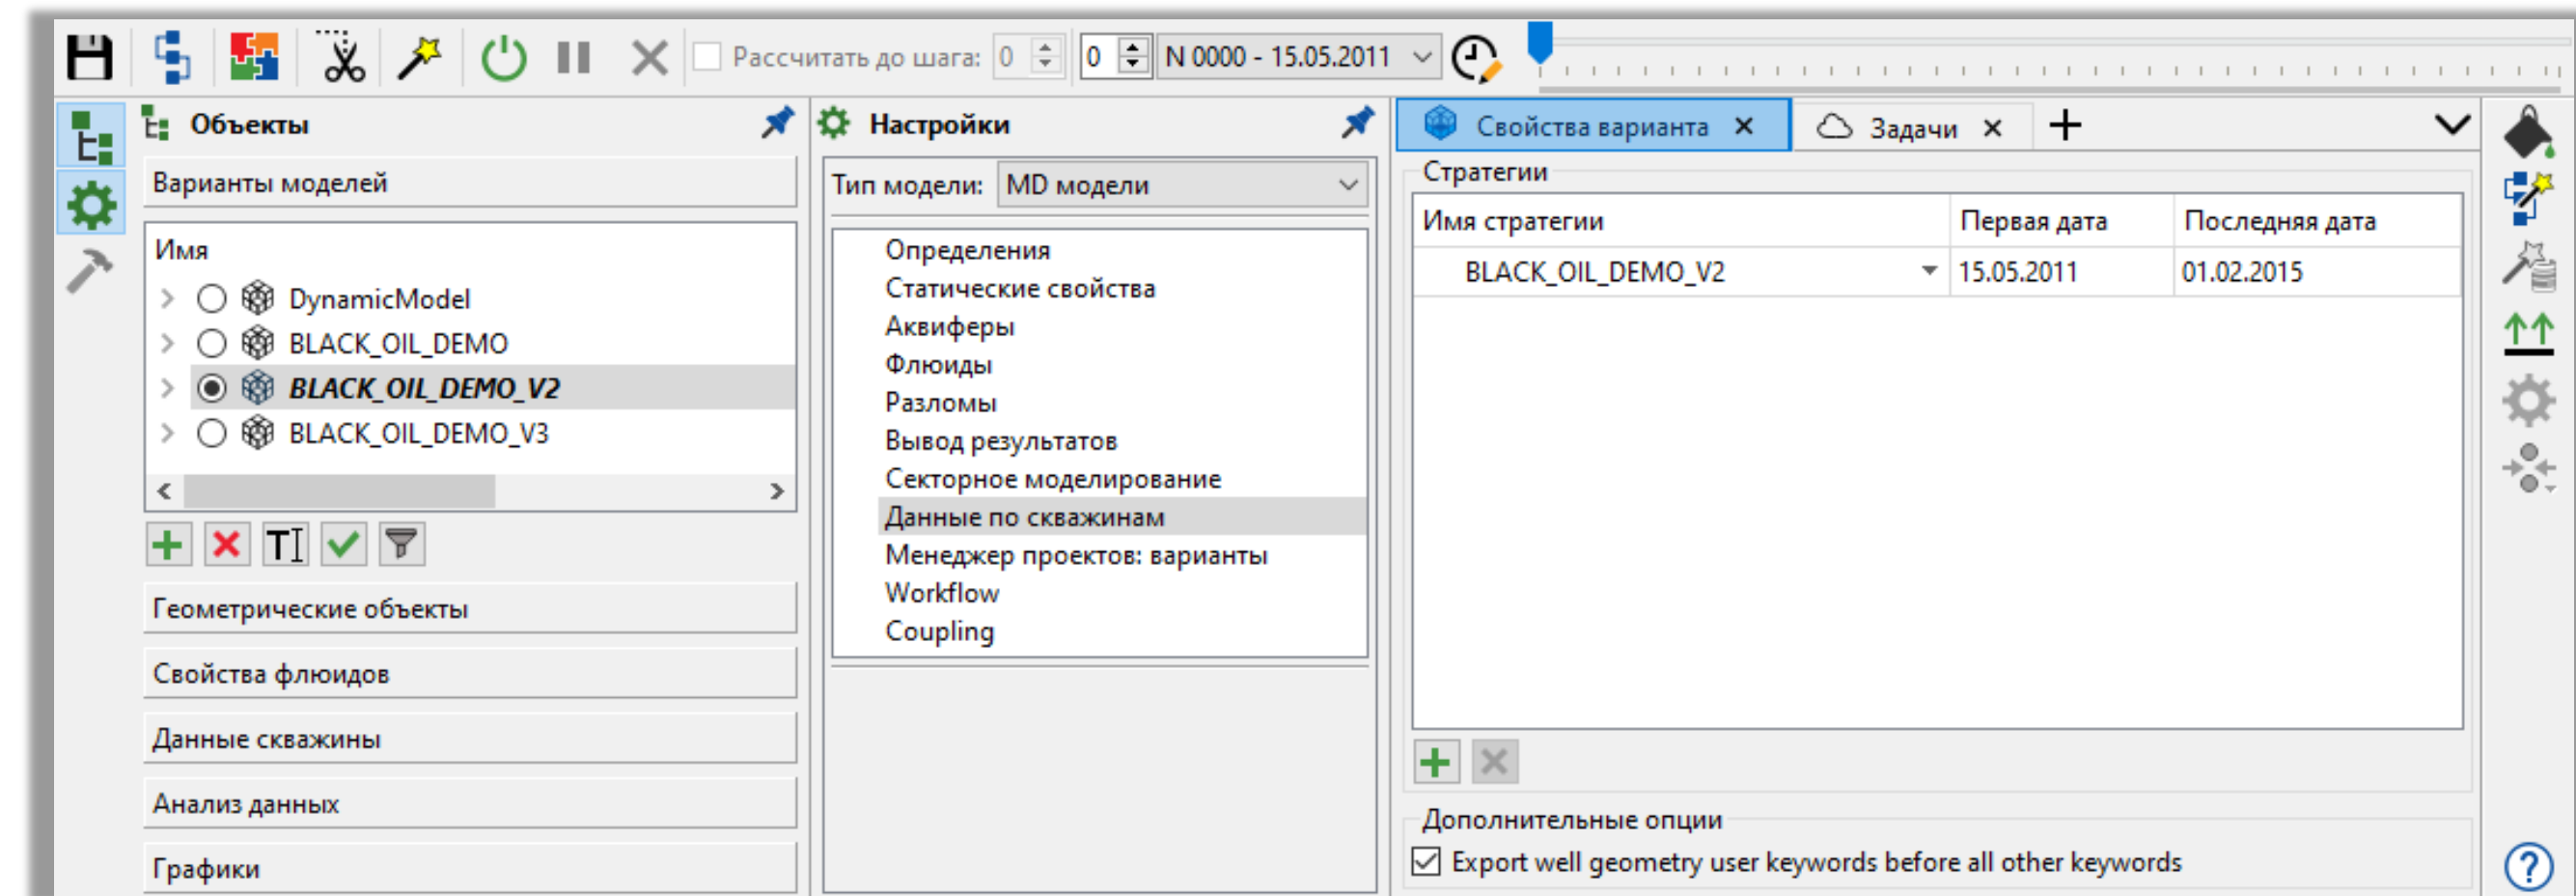 Рассчитать до шага: 0 0 N 0000 - 15.05.2011
Объекты
Варианты моделей
Имя
DynamicModel
BLACK_OIL_DEMO
BLACK_OIL_DEMO_V2
BLACK_OIL_DEMO_V3
Геометрические объекты
Свойства флюидов
Данные скважины
Анализ данных
Графики
Настройки
Тип модели: MD модели
Определения
Статические свойства
Аквиферы
Флюиды
Разломы
Вывод результатов
Секторное моделирование
Данные по скважинам
Менеджер проектов: варианты
Workflow
Coupling
Свойства варианта Задачи
Стратегии
Имя стратегии Первая дата Последняя дата
BLACK_OIL_DEMO_V2 15.05.2011 01.02.2015
Дополнительные опции
Export well geometry user keywords before all other keywords